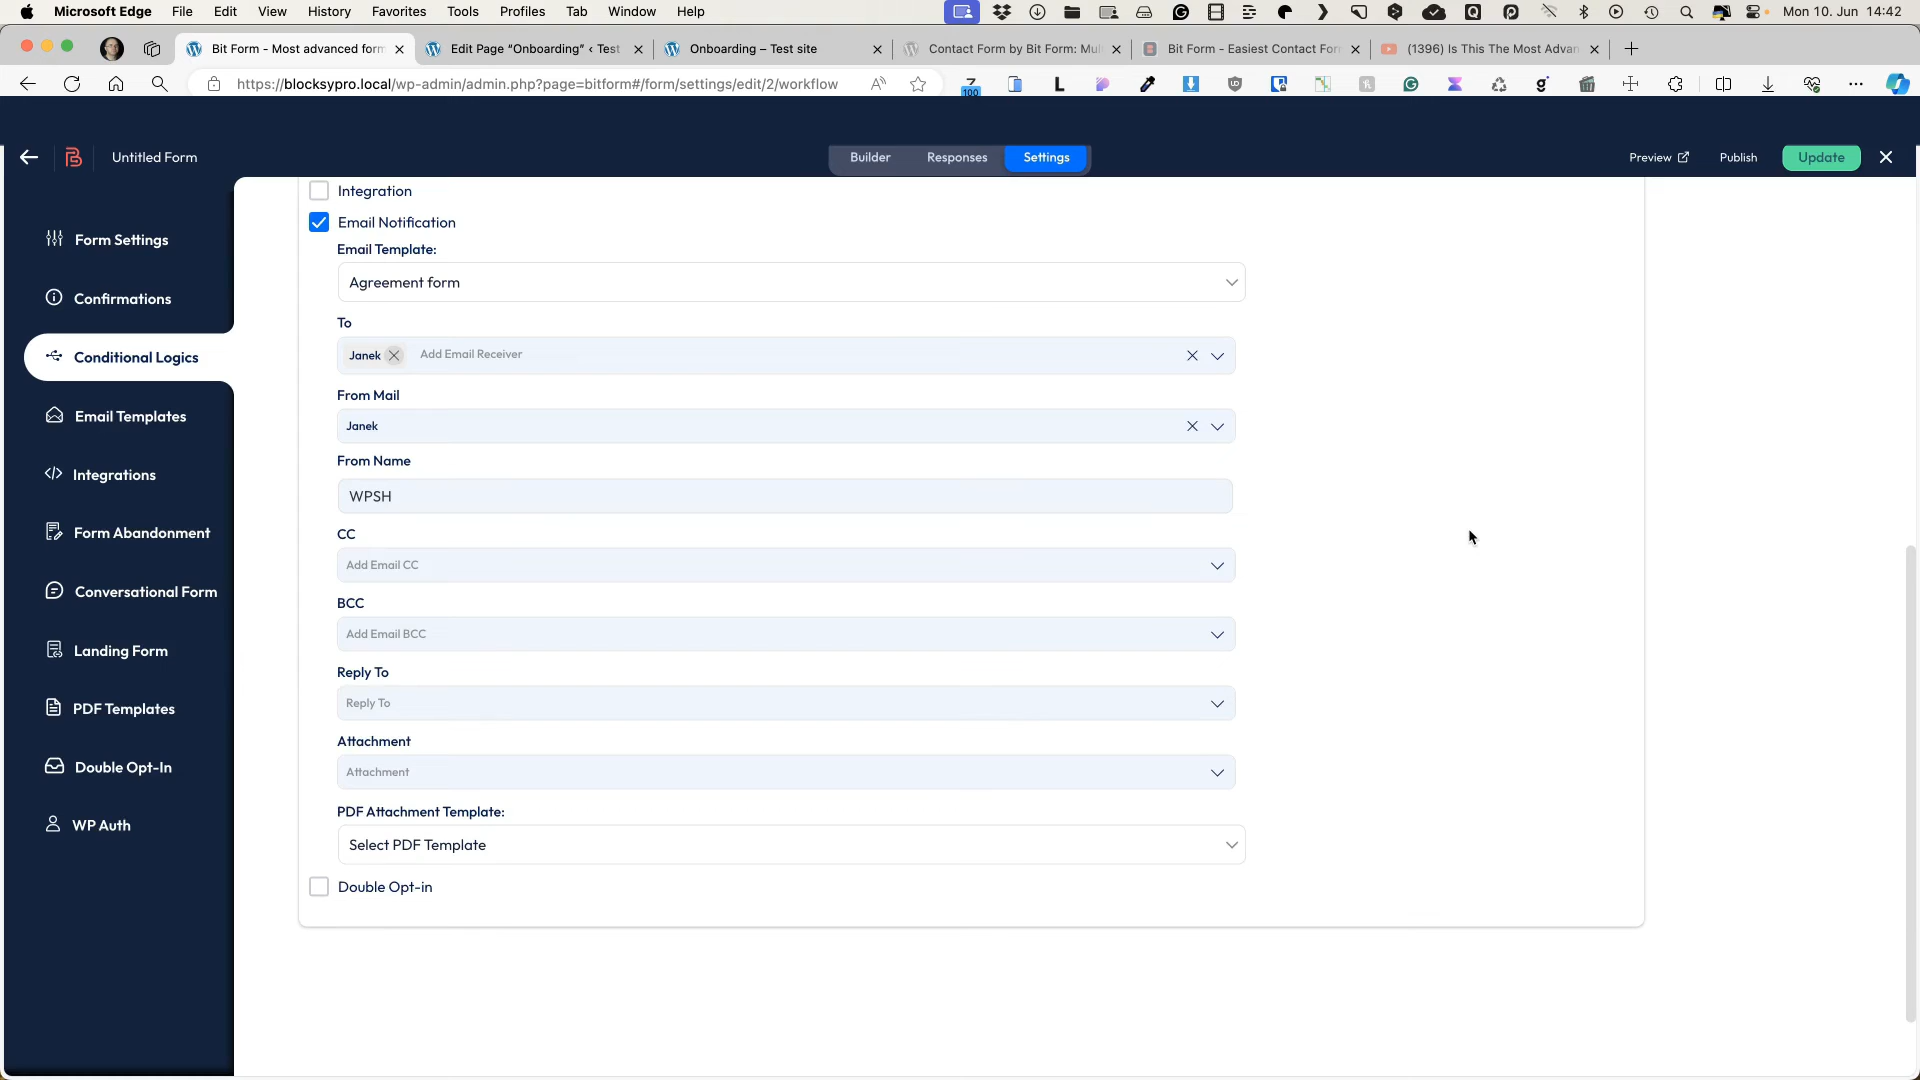 Microsoft Edge File Edit View History Favorites Tools Profiles Tab Window Help Mon 10. Jun 14:42
Bit Form - Most advanced form Edit Page “Onboarding” ‹ Test Onboarding – Test site Contact Form by Bit Form: Mul Bit Form - Easiest Contact For (1396) Is This The Most Advan
https://blocksypro.local/wp-admin/admin.php?page=bitform#/form/settings/edit/2/workflow
100
Untitled Form Builder Responses Settings Preview Publish Update
Integration
Email Notification
Email Template:
Agreement form
To
Janek Add Email Receiver
From Mail
Janek
From Name
WPSH
CC
Add Email CC
BCC
Add Email BCC
Reply To
Reply To
Attachment
Attachment
PDF Attachment Template:
Select PDF Template
Double Opt-in
Form Settings
Confirmations
Conditional Logics
Email Templates
Integrations
Form Abandonment
Conversational Form
Landing Form
PDF Templates
Double Opt-In
WP Auth